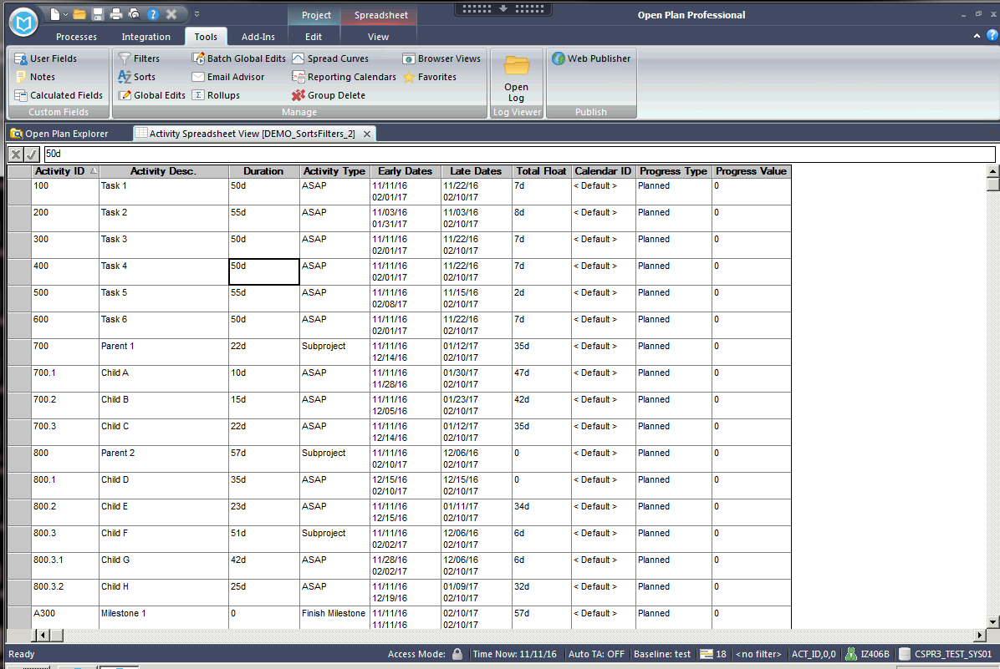 Project Spreadsheet Open Plan Professional
Processes Integration Tools Add-Ins Edit View
User Fields Filters Batch Global Edits Spread Curves Browser Views Web Publisher
Notes Sorts Email Advisor Reporting Calendars Favorites
Open
Log
Calculated Fields Global Edits Rollups Group Delete
Custom Fields Manage Log Viewer Publish
Open Plan Explorer Activity Spreadsheet View [DEMO_SortsFilters_2]
50d
Activity ID Activity Desc. Duration Activity Type Early Dates Late Dates Total Float Calendar ID Progress Type Progress Value
100 Task 1 50d ASAP 11/11/16 11/22/16 7d < Default > Planned 0
02/01/17 02/10/17
200 Task 2 55d ASAP 11/03/16 11/03/16 8d < Default > Planned 0
01/31/17 02/10/17
300 Task 3 50d ASAP 11/11/16 11/22/16 7d < Default > Planned 0
02/01/17 02/10/17
400 Task 4 50d ASAP 11/11/16 11/22/16 7d < Default > Planned 0
02/01/17 02/10/17
500 Task 5 55d ASAP 11/11/16 11/15/16 2d < Default > Planned 0
02/08/17 02/10/17
600 Task 6 50d ASAP 11/11/16 11/22/16 7d < Default > Planned 0
02/01/17 02/10/17
700 Parent 1 22d Subproject 11/11/16 01/12/17 35d < Default > Planned 0
12/14/16 02/10/17
700.1 Child A 10d ASAP 11/11/16 01/30/17 47d < Default > Planned 0
11/28/16 02/10/17
700.2 Child B 15d ASAP 11/11/16 01/23/17 42d < Default > Planned 0
12/05/16 02/10/17
700.3 Child C 22d ASAP 11/11/16 01/12/17 35d < Default > Planned 0
12/14/16 02/10/17
800 Parent 2 57d Subproject 11/11/16 12/06/16 0 < Default > Planned 0
02/10/17 02/10/17
800.1 Child D 35d ASAP 12/15/16 12/15/16 0 < Default > Planned 0
02/10/17 02/10/17
800.2 Child E 23d ASAP 11/11/16 01/11/17 34d < Default > Planned 0
12/15/16 02/10/17
800.3 Child F 51d Subproject 11/11/16 12/06/16 6d < Default > Planned 0
02/02/17 02/10/17
800.3.1 Child G 42d ASAP 11/28/16 12/06/16 6d < Default > Planned 0
02/02/17 02/10/17
800.3.2 Child H 25d ASAP 11/11/16 01/09/17 32d < Default > Planned 0
12/19/16 02/10/17
A300 Milestone 1 0 Finish Milestone 11/11/16 02/10/17 57d < Default > Planned 0
11/11/16 02/10/17
Ready Access Mode: Time Now: 11/11/16 Auto TA: OFF Baseline: test 18 <no filter> ACT_ID,0,0 IZ406B CSPR3_TEST_SYS01